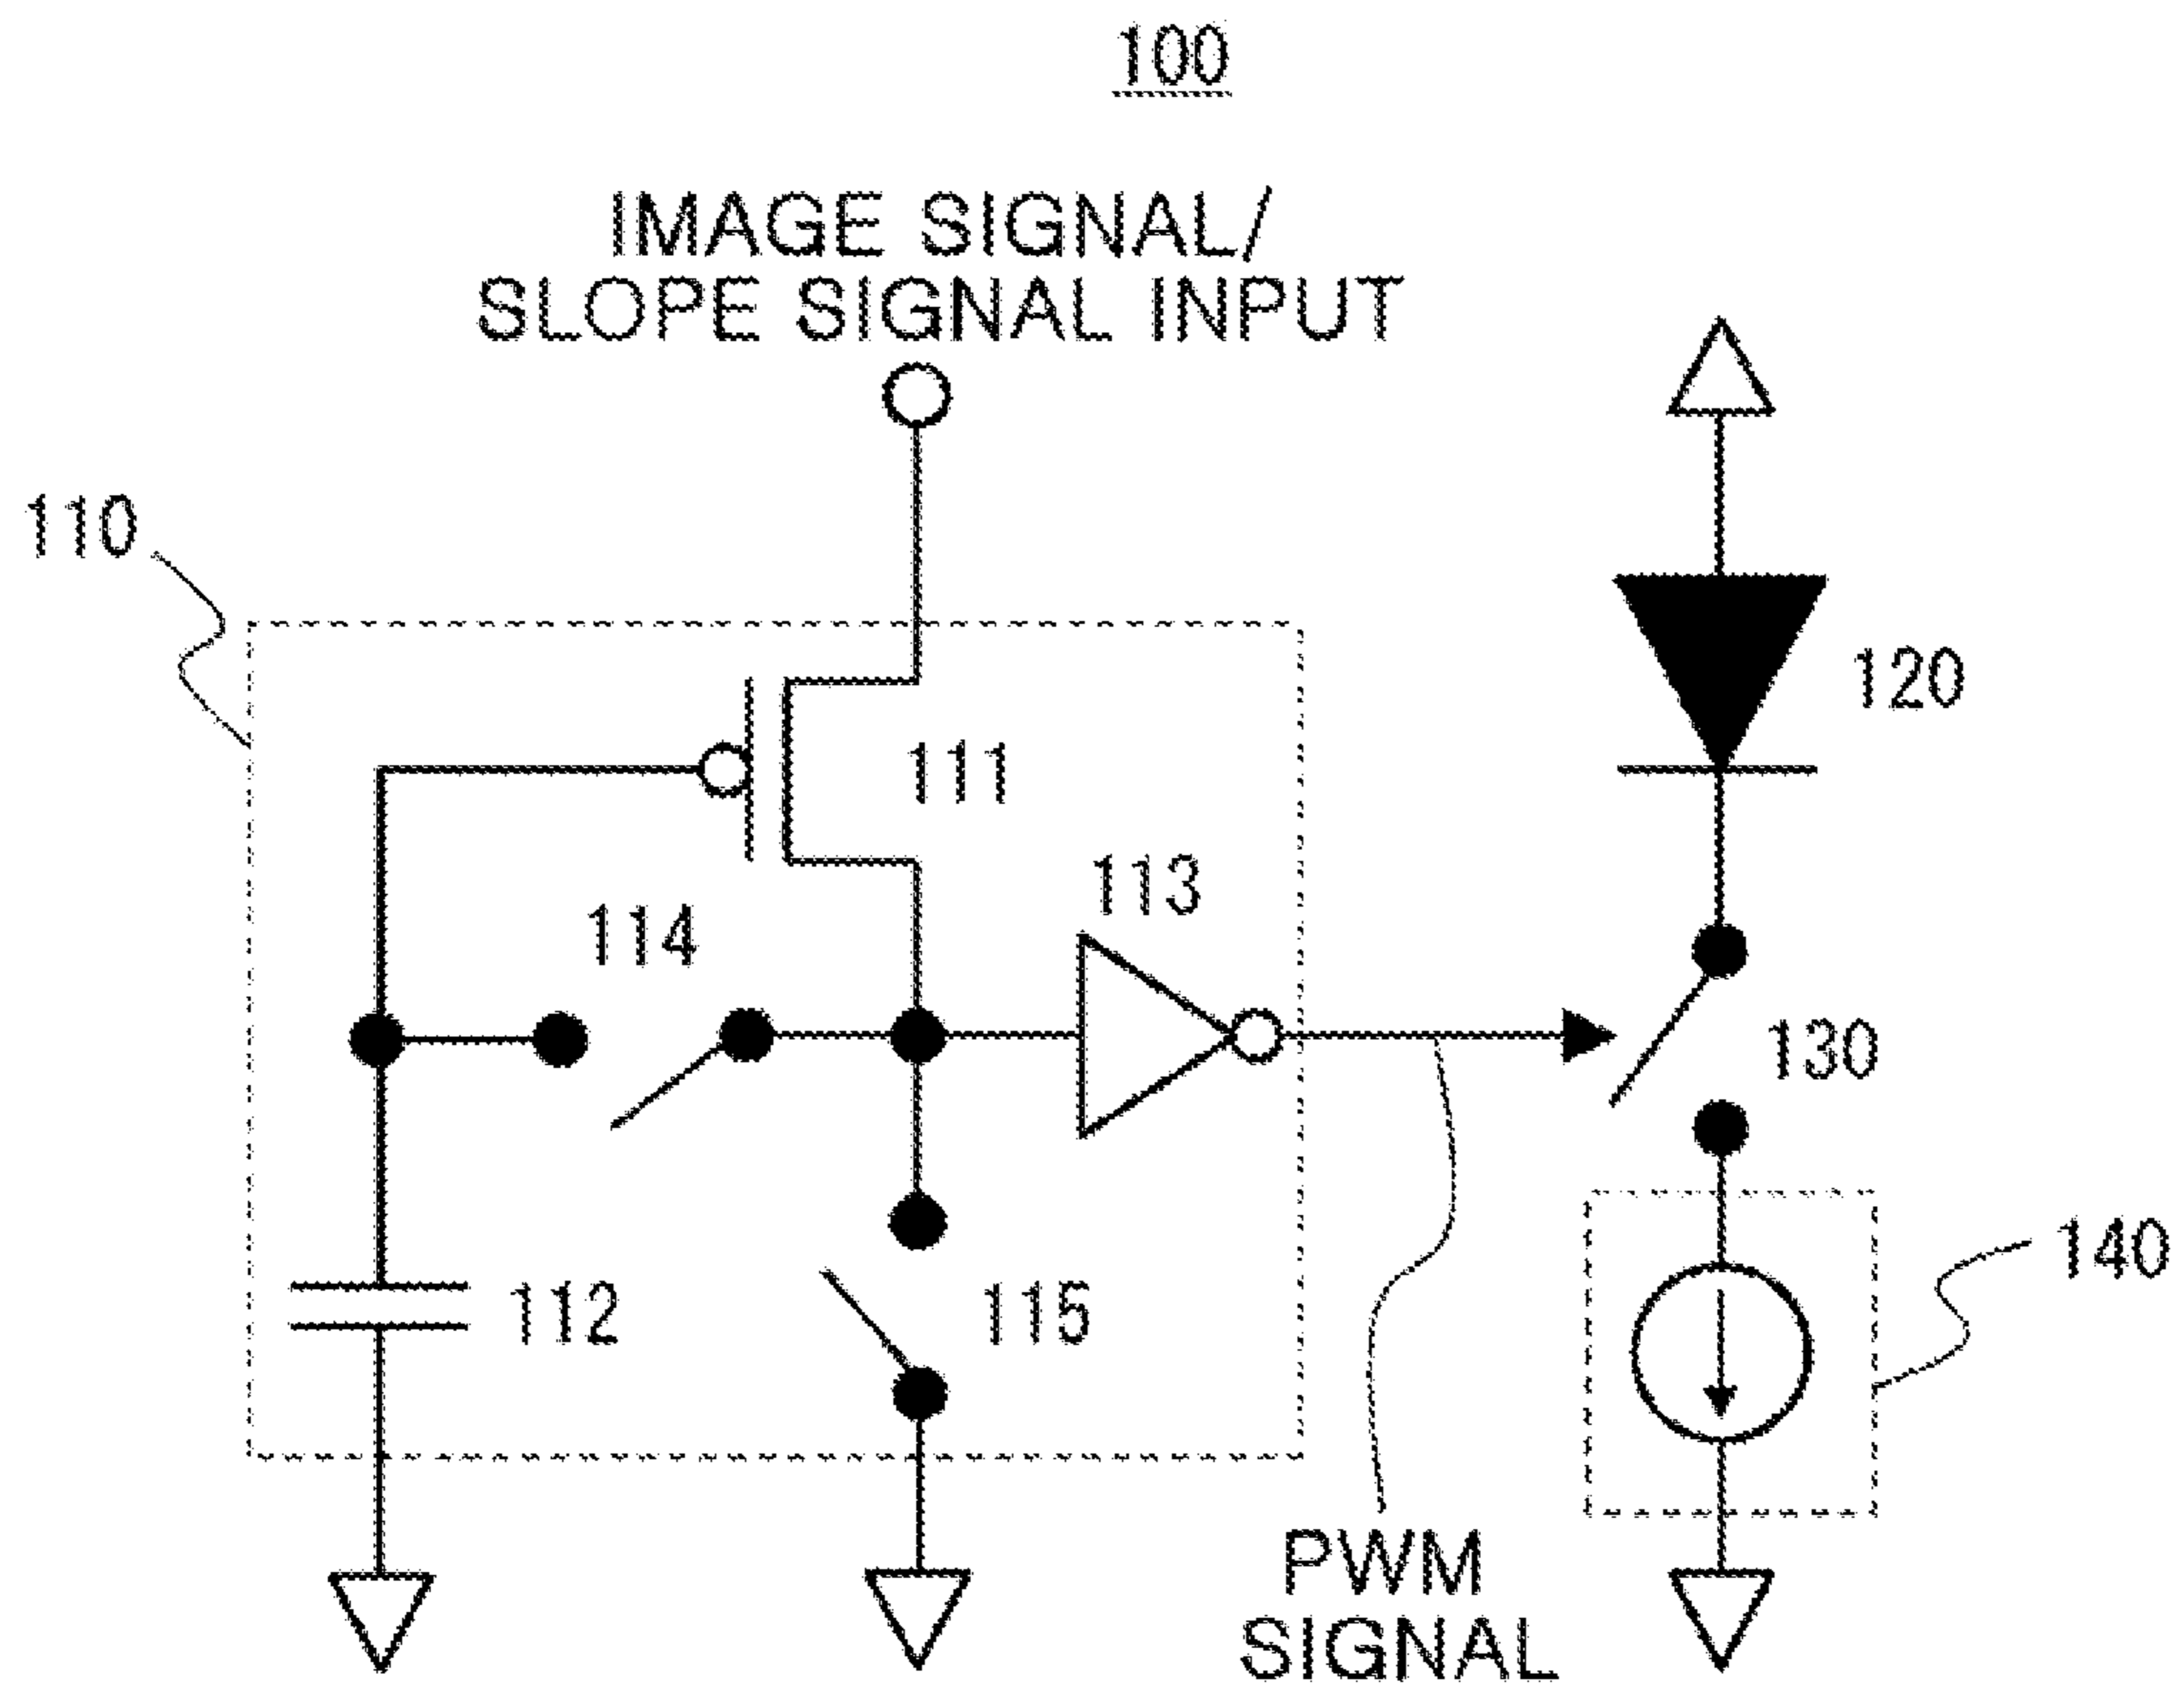 100
IMAGE SIGNAL/
SLOPE SIGNAL INPUT
110
120
111
113
114
130
140
112
115
PWM
SIGNAL